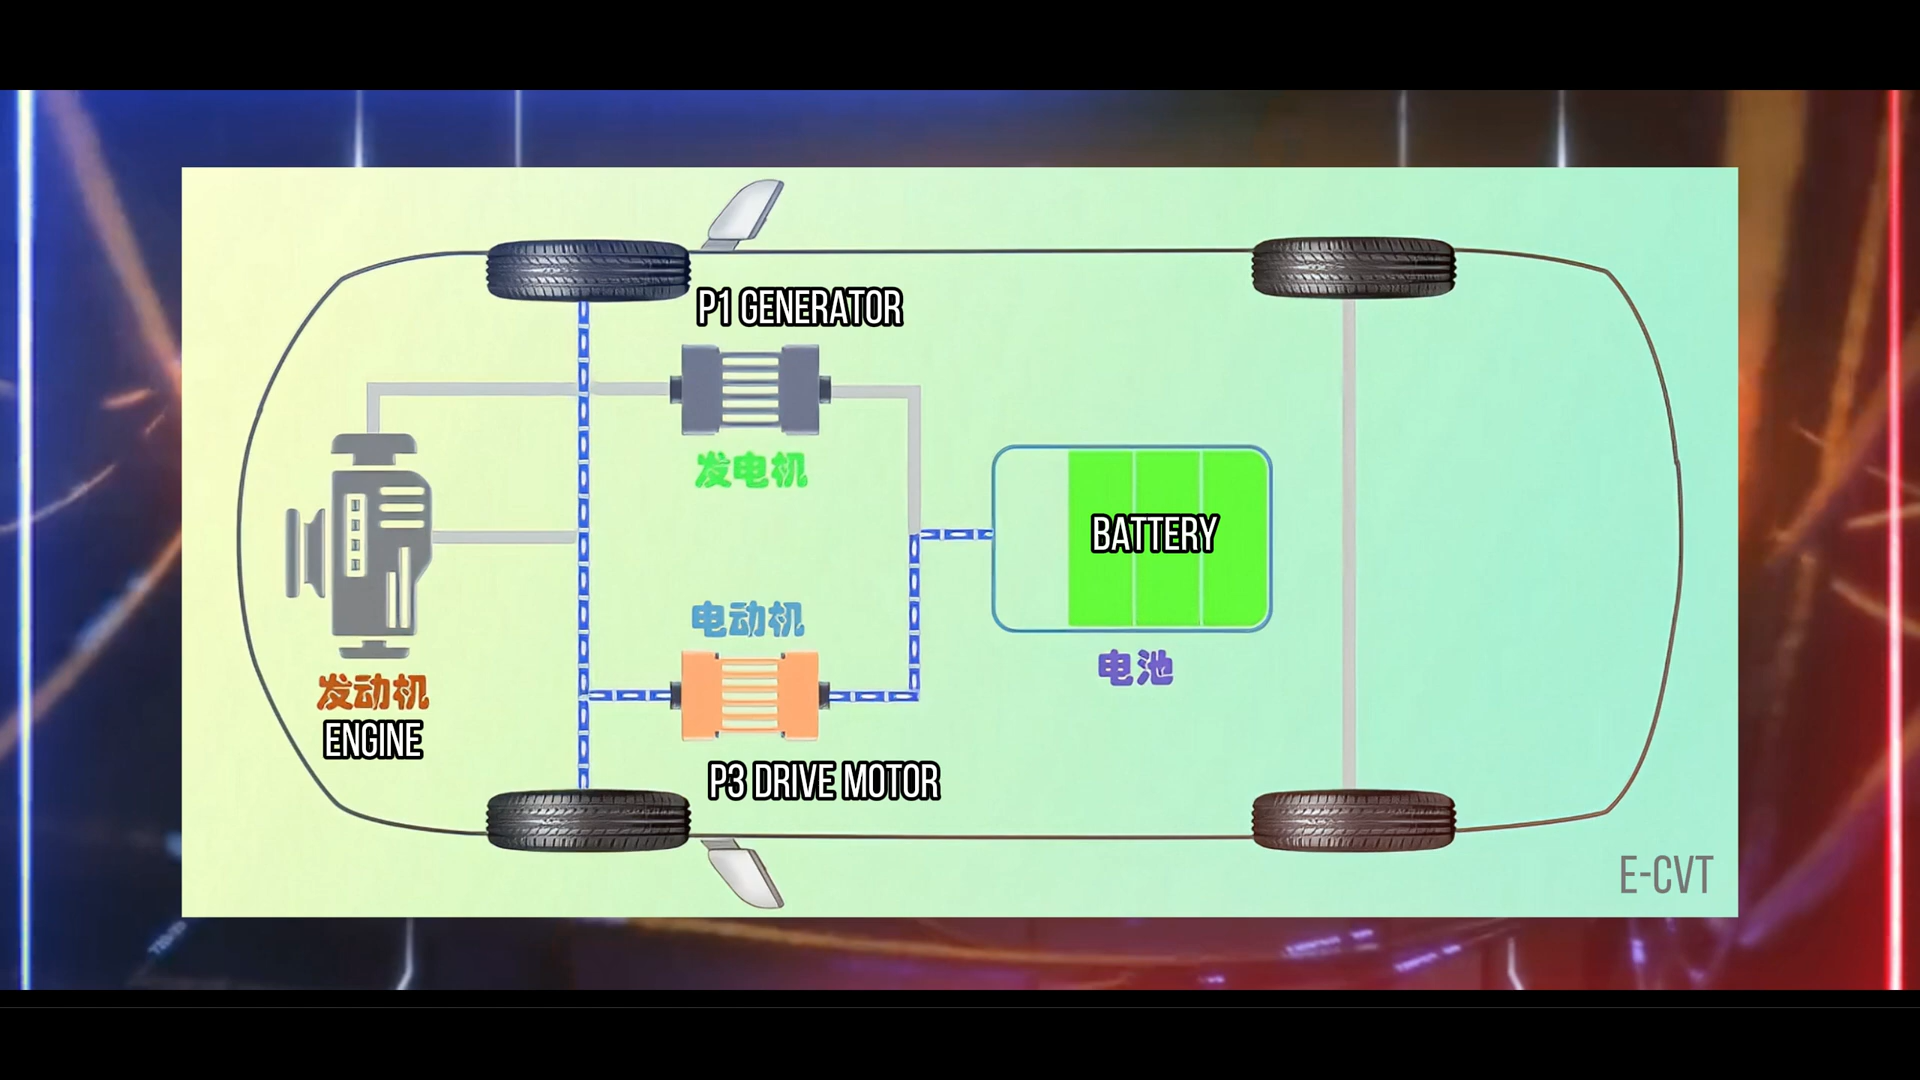 P1 GENERATOR
发电机
BATTERY
电动机
电池
发动机
ENGINE
P3 DRIVE MOTOR
E-CVT